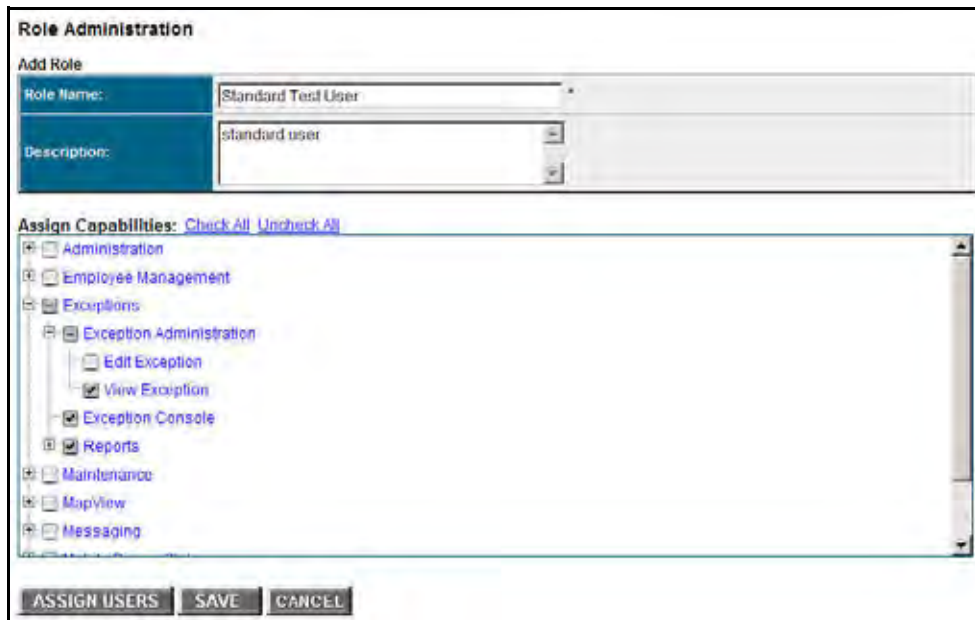 Role Administration
Add Role
Role Name: Standard Test User *
Description: standard user
Assign Capabilities: Check All Uncheck All
Administration
Employee Management
Exceptions
Exception Administration
Edit Exception
View Exception
Exception Console
Reports
Maintenance
MapView
Messaging
ASSIGN USERS SAVE CANCEL